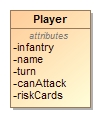 Player
attributes
-infantry
-name
-turn
-canAttack
-riskCards